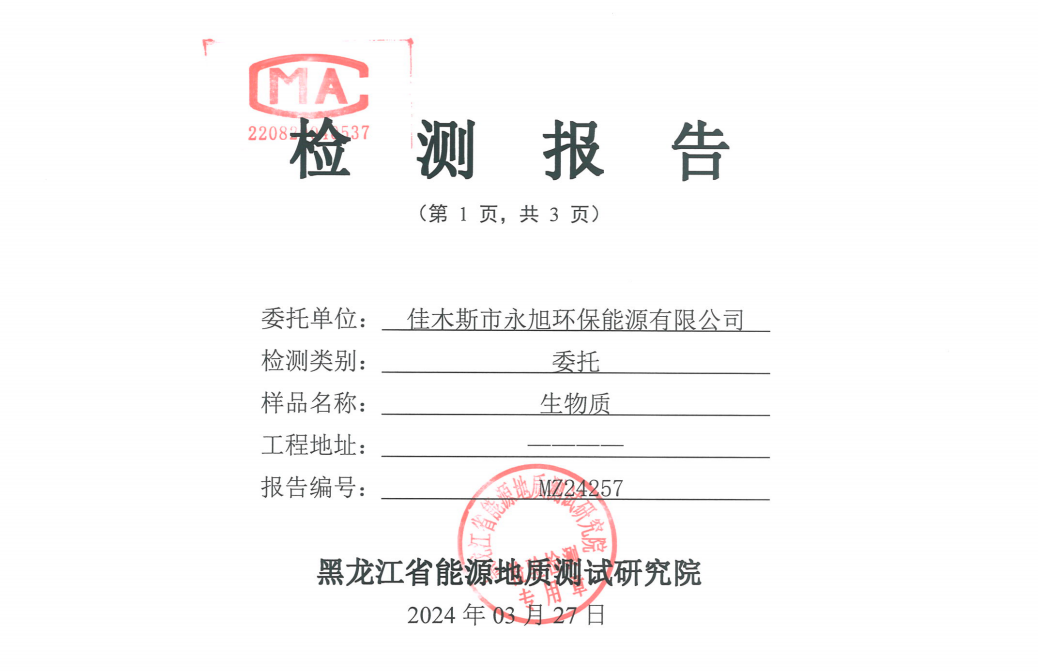 MA
检测报告
（第 1 页，共 3 页）
委托单位： 佳木斯市永旭环保能源有限公司
检测类别： 委托
样品名称： 生物质
工程地址： ————
报告编号： MZ24257
黑龙江省能源地质测试研究院
专用章
2024 年 03 月 27 日